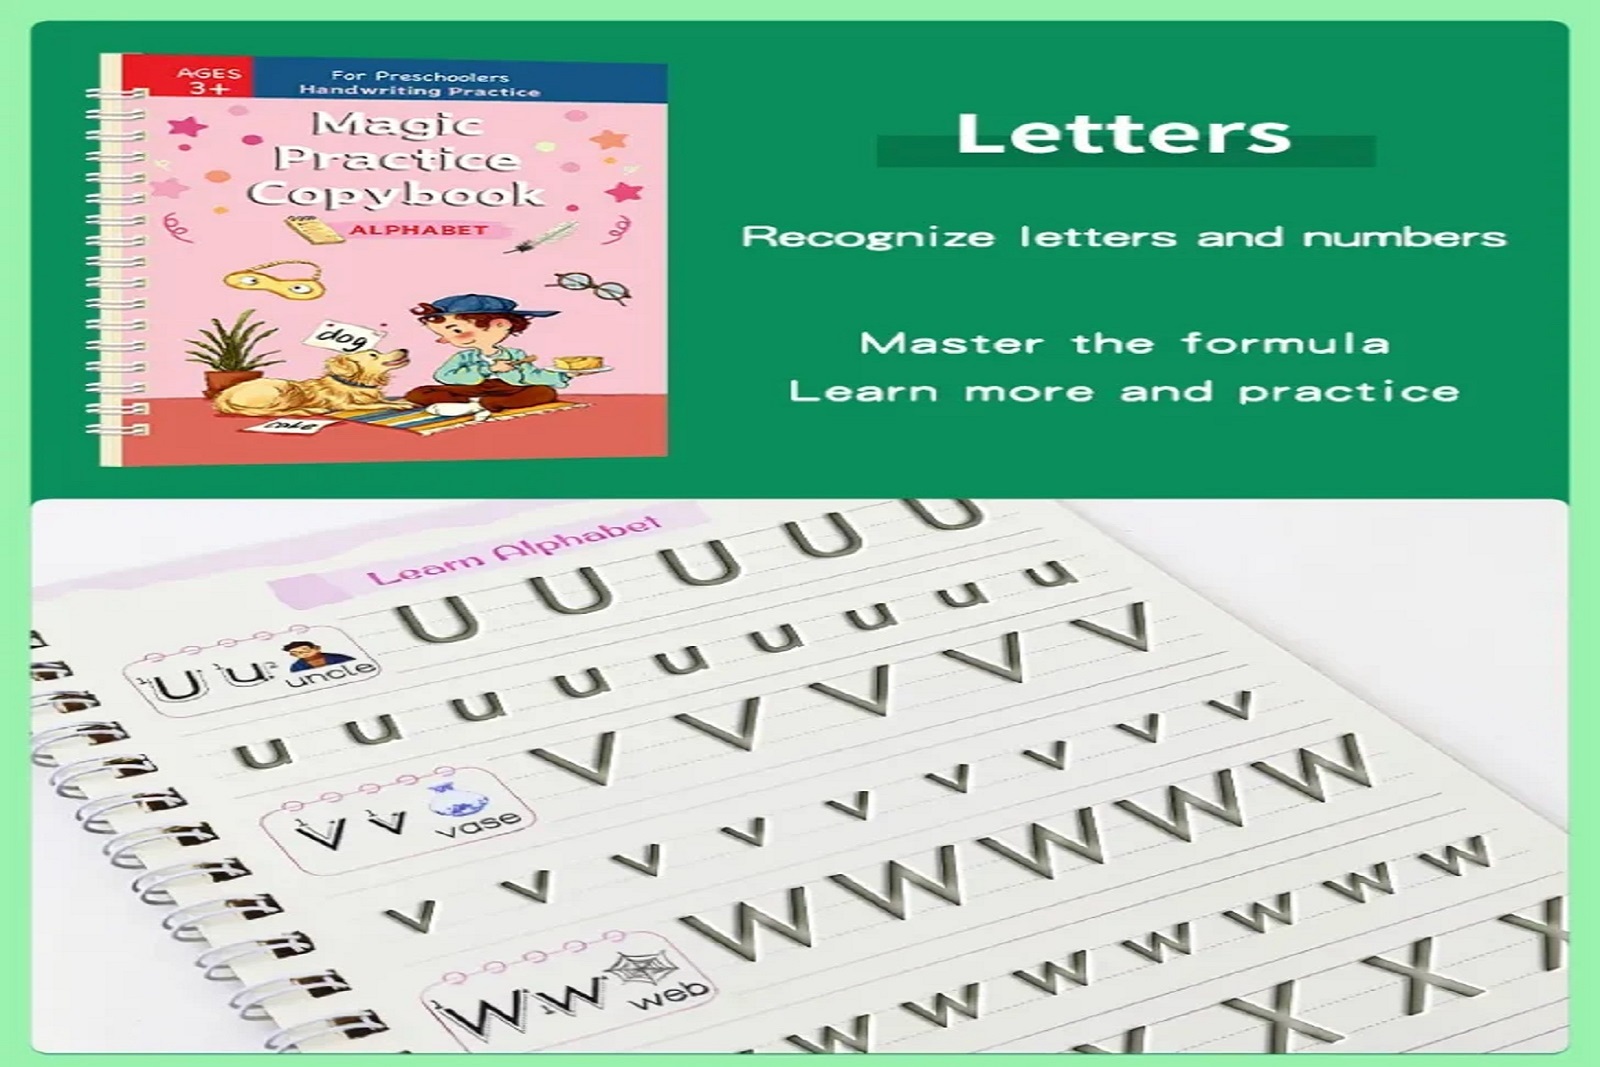 AGES
3+
For Preschoolers
Handwriting Practice
Magic
Practice
Copybook
ALPHABET
dog
cake
Letters
Recognize letters and numbers
Master the formula
Learn more and practice
Learn Alphabet
U U U U U
U u uncle
u u u u u u u u u
V V V V V
V v vase
v v v v v v v v v
W W W W W
W w web
w w w w w w w w
X X X